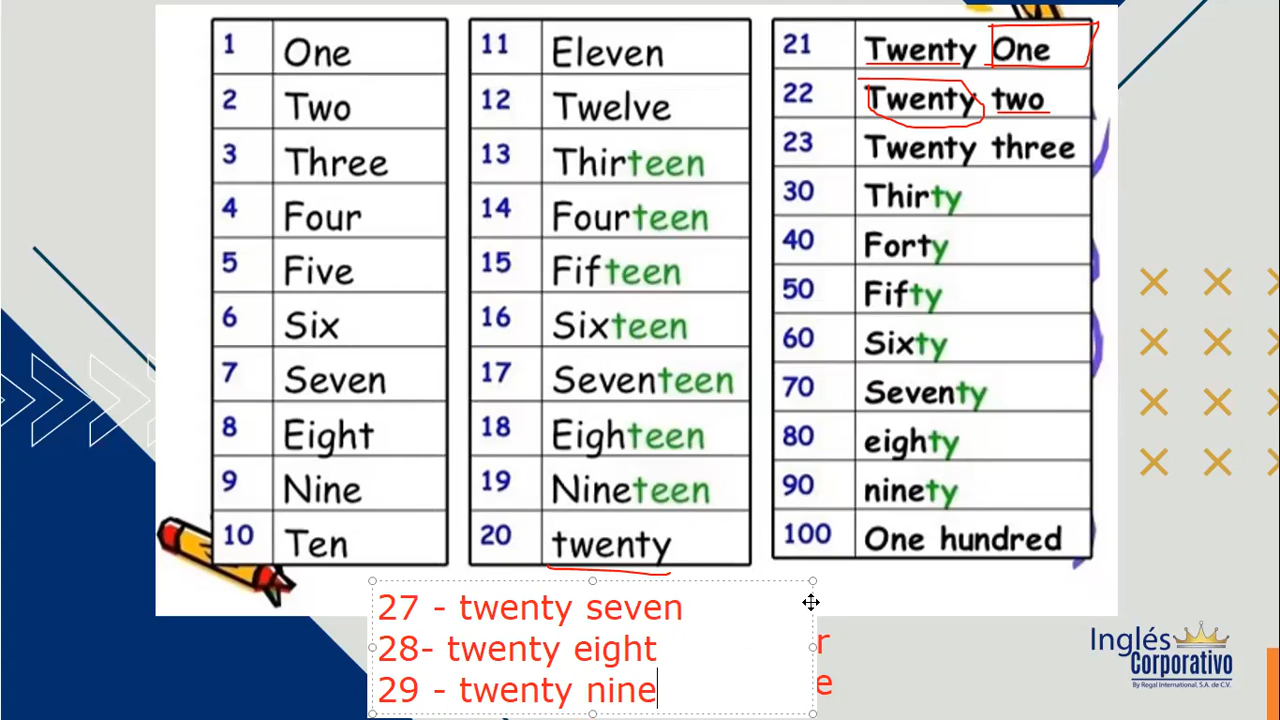 1 One
2 Two
3 Three
4 Four
5 Five
6 Six
7 Seven
8 Eight
9 Nine
10 Ten
11 Eleven
12 Twelve
13 Thirteen
14 Fourteen
15 Fifteen
16 Sixteen
17 Seventeen
18 Eighteen
19 Nineteen
20 twenty
21 Twenty One
22 Twenty two
23 Twenty three
30 Thirty
40 Forty
50 Fifty
60 Sixty
70 Seventy
80 eighty
90 ninety
100 One hundred
27 - twenty seven
28- twenty eight
29 - twenty nine
r
e
Inglés
Corporativo
By Regal International, S.A. de C.V.